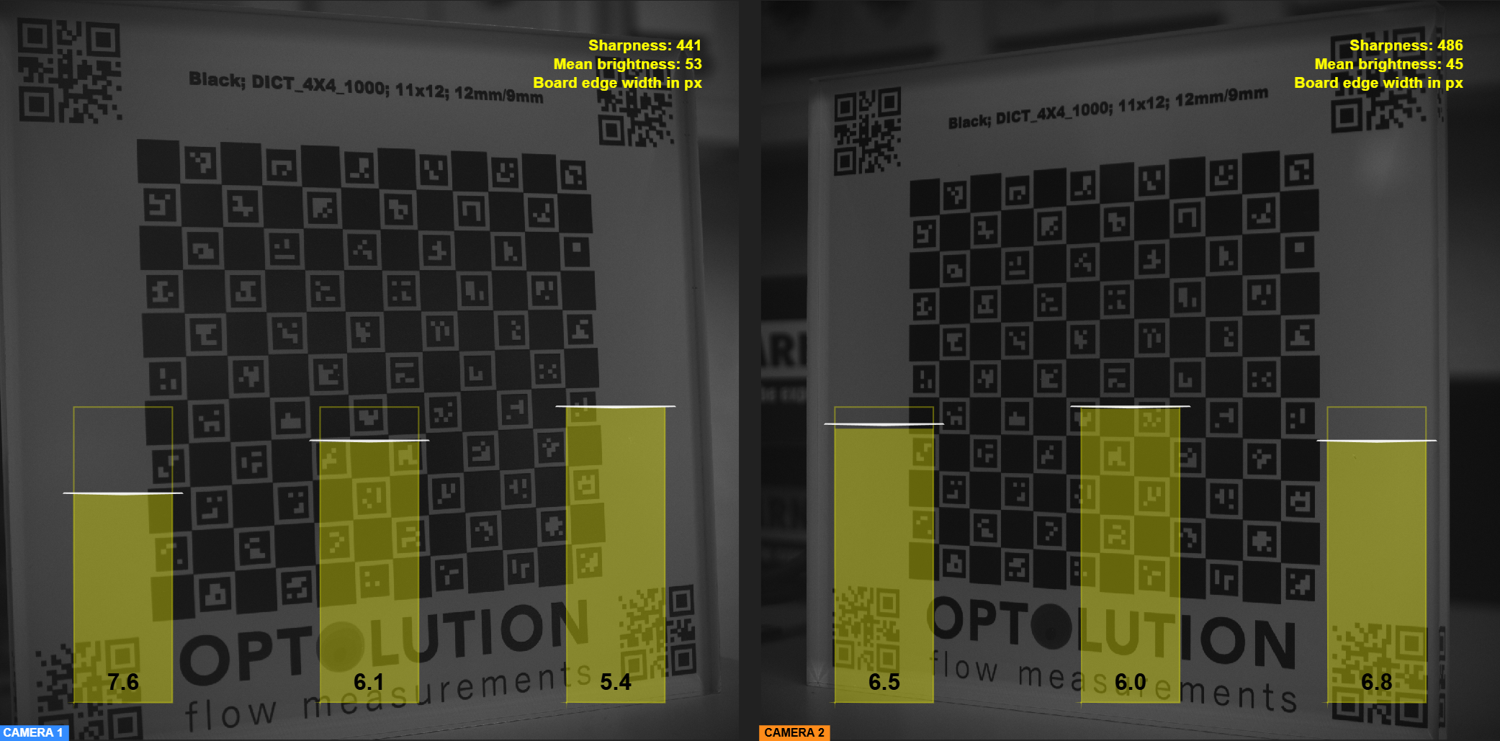 Sharpness: 441
Mean brightness: 53
Board edge width in px
Black; DICT_4X4_1000; 11x12; 12mm/9mm
7.6
6.1
5.4
OPTOLUTION
flow measurements
CAMERA 1
Sharpness: 486
Mean brightness: 45
Board edge width in px
Black; DICT_4X4_1000; 11x12; 12mm/9mm
6.5
6.0
6.8
OPTOLUTION
flow measurements
CAMERA 2